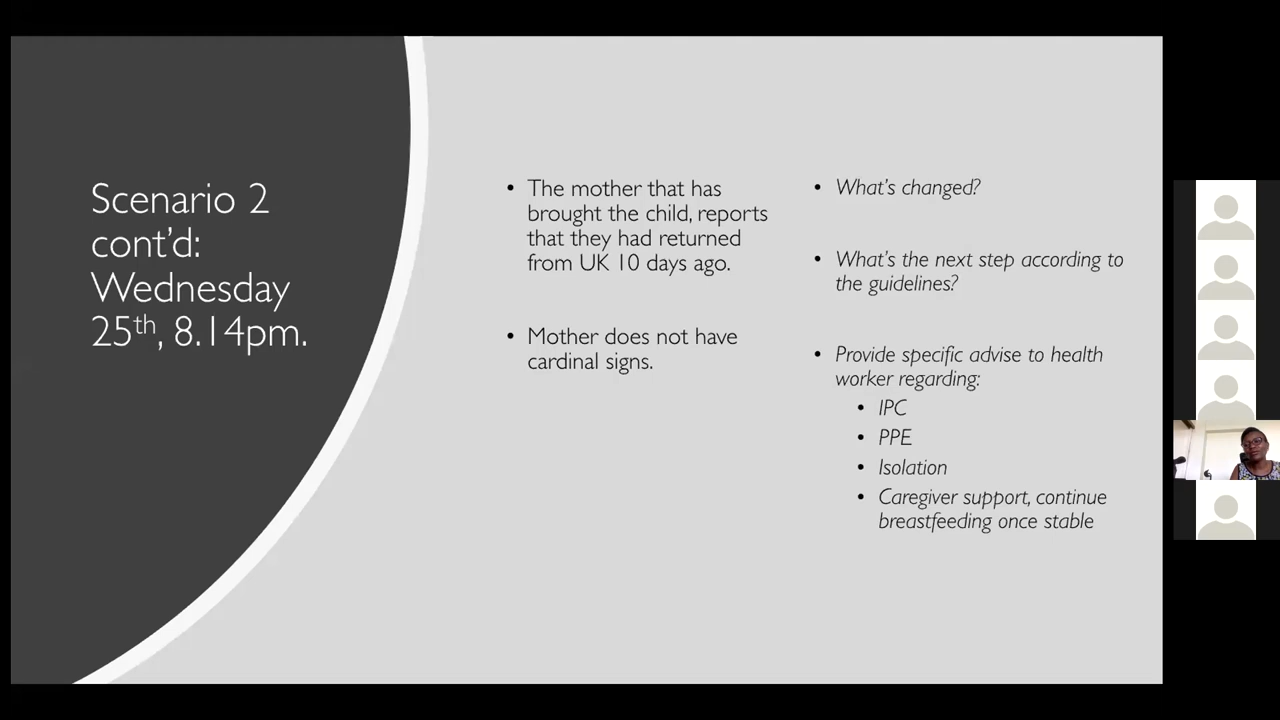 Scenario 2
cont’d:
Wednesday
25th, 8.14pm.
• The mother that has
brought the child, reports
that they had returned
from UK 10 days ago.
• Mother does not have
cardinal signs.
• What’s changed?
• What’s the next step according to
the guidelines?
• Provide specific advise to health
worker regarding:
• IPC
• PPE
• Isolation
• Caregiver support, continue
breastfeeding once stable